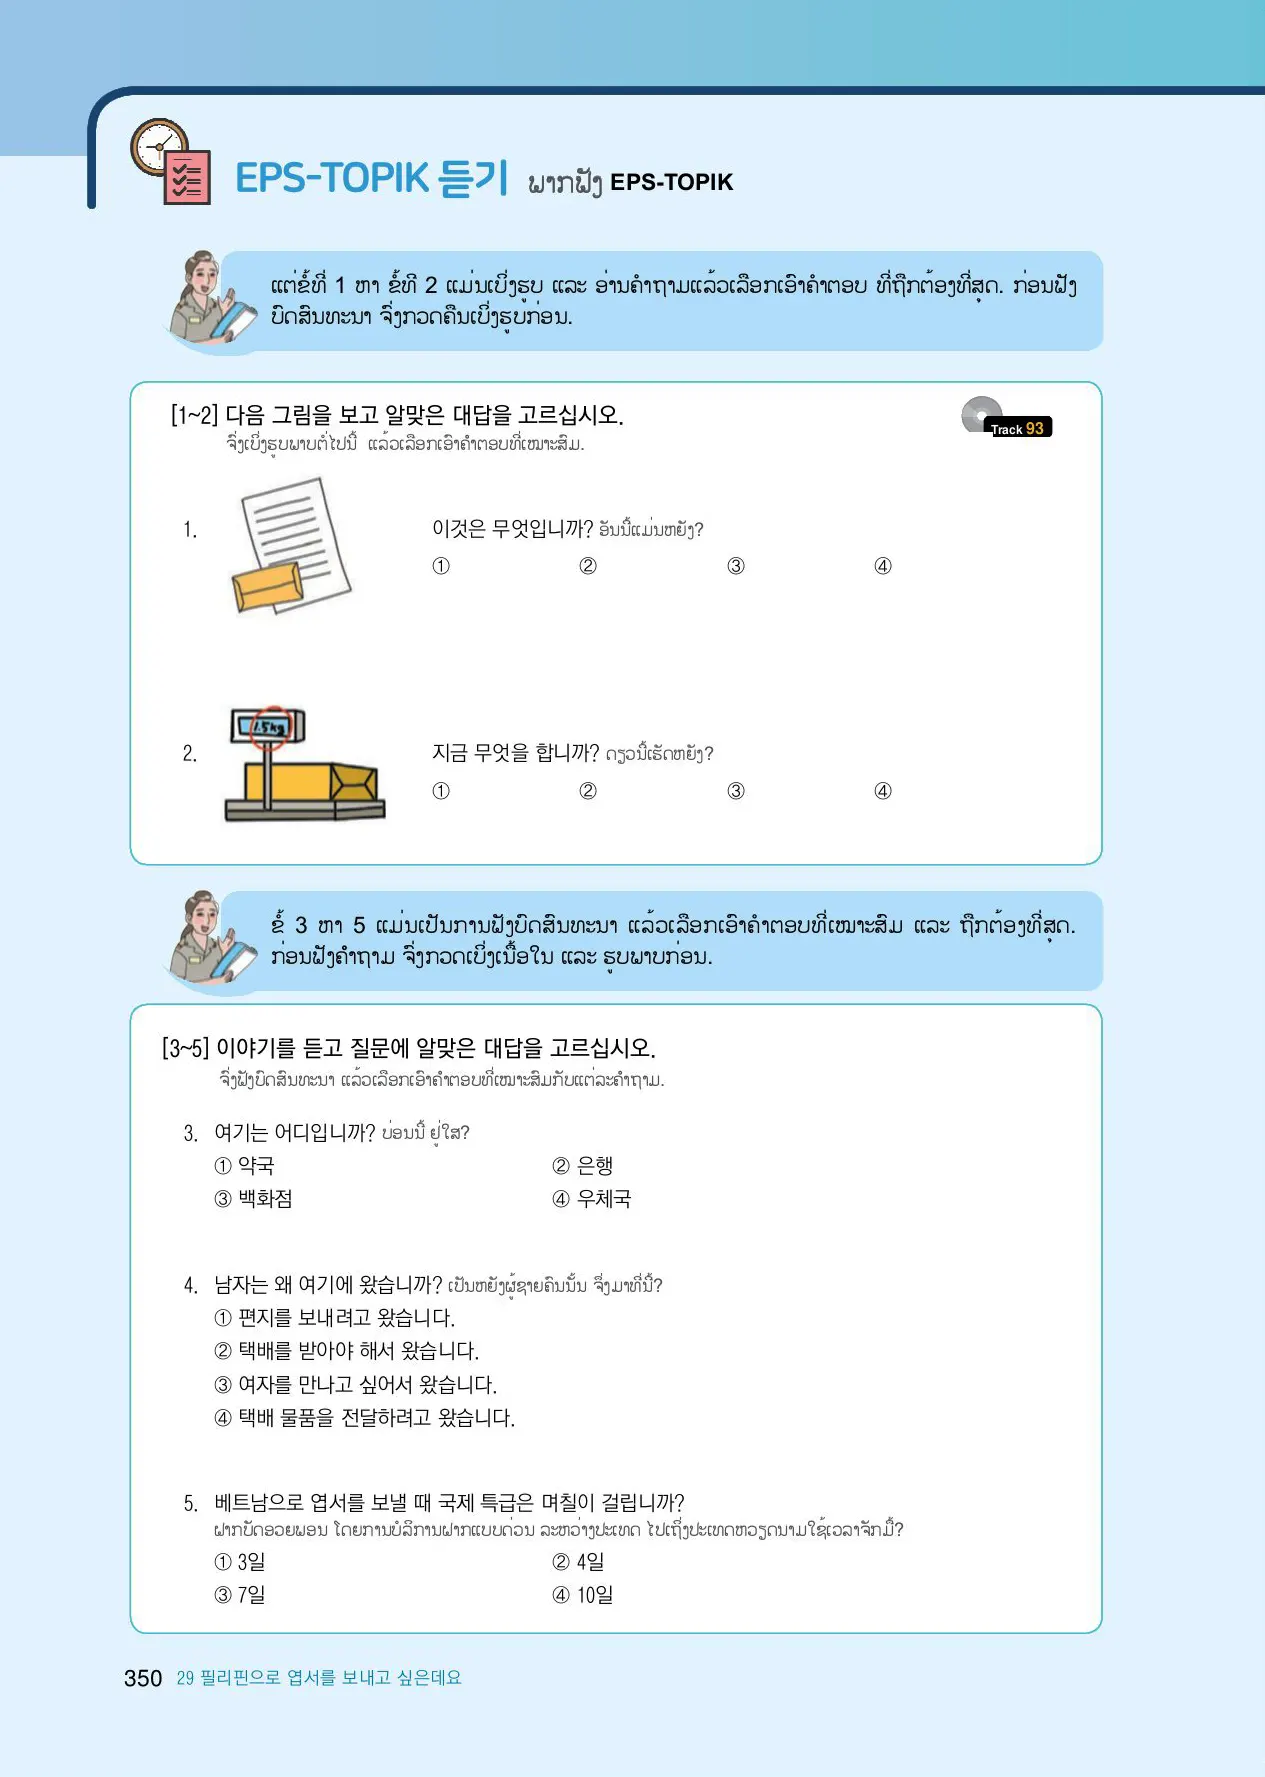 EPS-TOPIK 듣기 ພາກຟັງ EPS-TOPIK
ແຕ່ຂໍ້ທີ່ 1 ຫາ ຂໍ້ທີ 2 ແມ່ນເບິ່ງຮູບ ແລະ ອ່ານຄຳຖາມແລ້ວເລືອກເອົາຄຳຕອບ ທີ່ຖືກຕ້ອງທີ່ສຸດ. ກ່ອນຟັງ
ບົດສົນທະນາ ຈົ່ງກວດຄືນເບິ່ງຮູບກ່ອນ.
[1~2] 다음 그림을 보고 알맞은 대답을 고르십시오.
Track 93
ຈົ່ງເບິ່ງຮູບພາບຕໍ່ໄປນີ້ ແລ້ວເລືອກເອົາຄຳຕອບທີ່ເໝາະສົມ.
1. 이것은 무엇입니까? ອັນນີ້ແມ່ນຫຍັງ?
① ② ③ ④
1.5kg
2. 지금 무엇을 합니까? ດຽວນີ້ເຮັດຫຍັງ?
① ② ③ ④
ຂໍ້ 3 ຫາ 5 ແມ່ນເປັນການຟັງບົດສົນທະນາ ແລ້ວເລືອກເອົາຄຳຕອບທີ່ເໝາະສົມ ແລະ ຖືກຕ້ອງທີ່ສຸດ.
ກ່ອນຟັງຄຳຖາມ ຈົ່ງກວດເບິ່ງເນື້ອໃນ ແລະ ຮູບພາບກ່ອນ.
[3~5] 이야기를 듣고 질문에 알맞은 대답을 고르십시오.
ຈົ່ງຟັງບົດສົນທະນາ ແລ້ວເລືອກເອົາຄຳຕອບທີ່ເໝາະສົມກັບແຕ່ລະຄຳຖາມ.
3. 여기는 어디입니까? ບ່ອນນີ້ ຢູ່ໃສ?
① 약국 ② 은행
③ 백화점 ④ 우체국
4. 남자는 왜 여기에 왔습니까? ເປັນຫຍັງຜູ້ຊາຍຄົນນັ້ນ ຈຶ່ງມາທີ່ນີ້?
① 편지를 보내려고 왔습니다.
② 택배를 받아야 해서 왔습니다.
③ 여자를 만나고 싶어서 왔습니다.
④ 택배 물품을 전달하려고 왔습니다.
5. 베트남으로 엽서를 보낼 때 국제 특급은 며칠이 걸립니까?
ຝາກບັດອວຍພອນ ໂດຍການບໍລິການຝາກແບບດ່ວນ ລະຫວ່າງປະເທດ ໄປເຖິງປະເທດຫວຽດນາມໃຊ້ເວລາຈັກມື້?
① 3일 ② 4일
③ 7일 ④ 10일
350 29 필리핀으로 엽서를 보내고 싶은데요